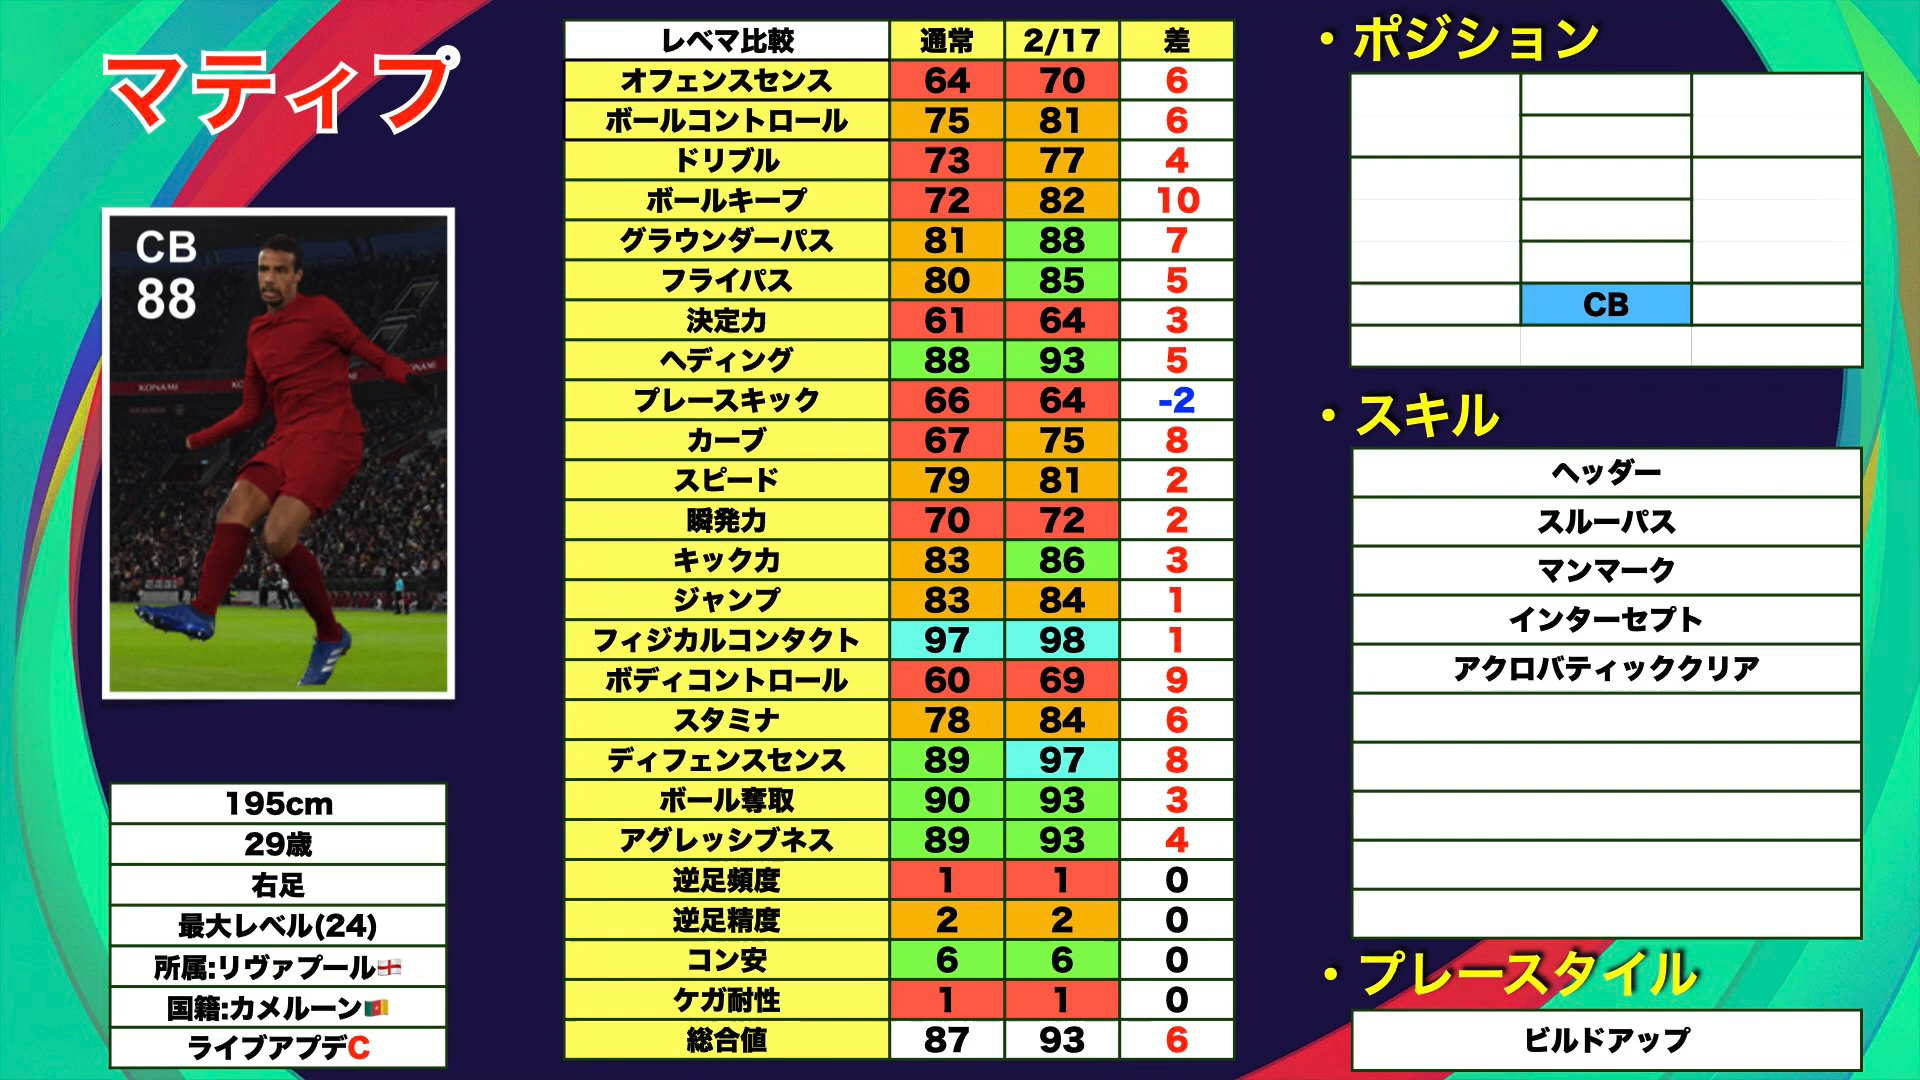 マティプ
CB
88
KONAMI
195cm
29歳
右足
最大レベル(24)
所属:リヴァプール🏴󠁧󠁢󠁥󠁮󠁧󠁿
国籍:カメルーン🇨🇲
ライブアプデC
レベマ比較 通常 2/17 差
オフェンスセンス 64 70 6
ボールコントロール 75 81 6
ドリブル 73 77 4
ボールキープ 72 82 10
グラウンダーパス 81 88 7
フライパス 80 85 5
決定力 61 64 3
ヘディング 88 93 5
プレースキック 66 64 -2
カーブ 67 75 8
スピード 79 81 2
瞬発力 70 72 2
キック力 83 86 3
ジャンプ 83 84 1
フィジカルコンタクト 97 98 1
ボディコントロール 60 69 9
スタミナ 78 84 6
ディフェンスセンス 89 97 8
ボール奪取 90 93 3
アグレッシブネス 89 93 4
逆足頻度 1 1 0
逆足精度 2 2 0
コン安 6 6 0
ケガ耐性 1 1 0
総合値 87 93 6
・ポジション
CB
・スキル
ヘッダー
スルーパス
マンマーク
インターセプト
アクロバティッククリア
・プレースタイル
ビルドアップ